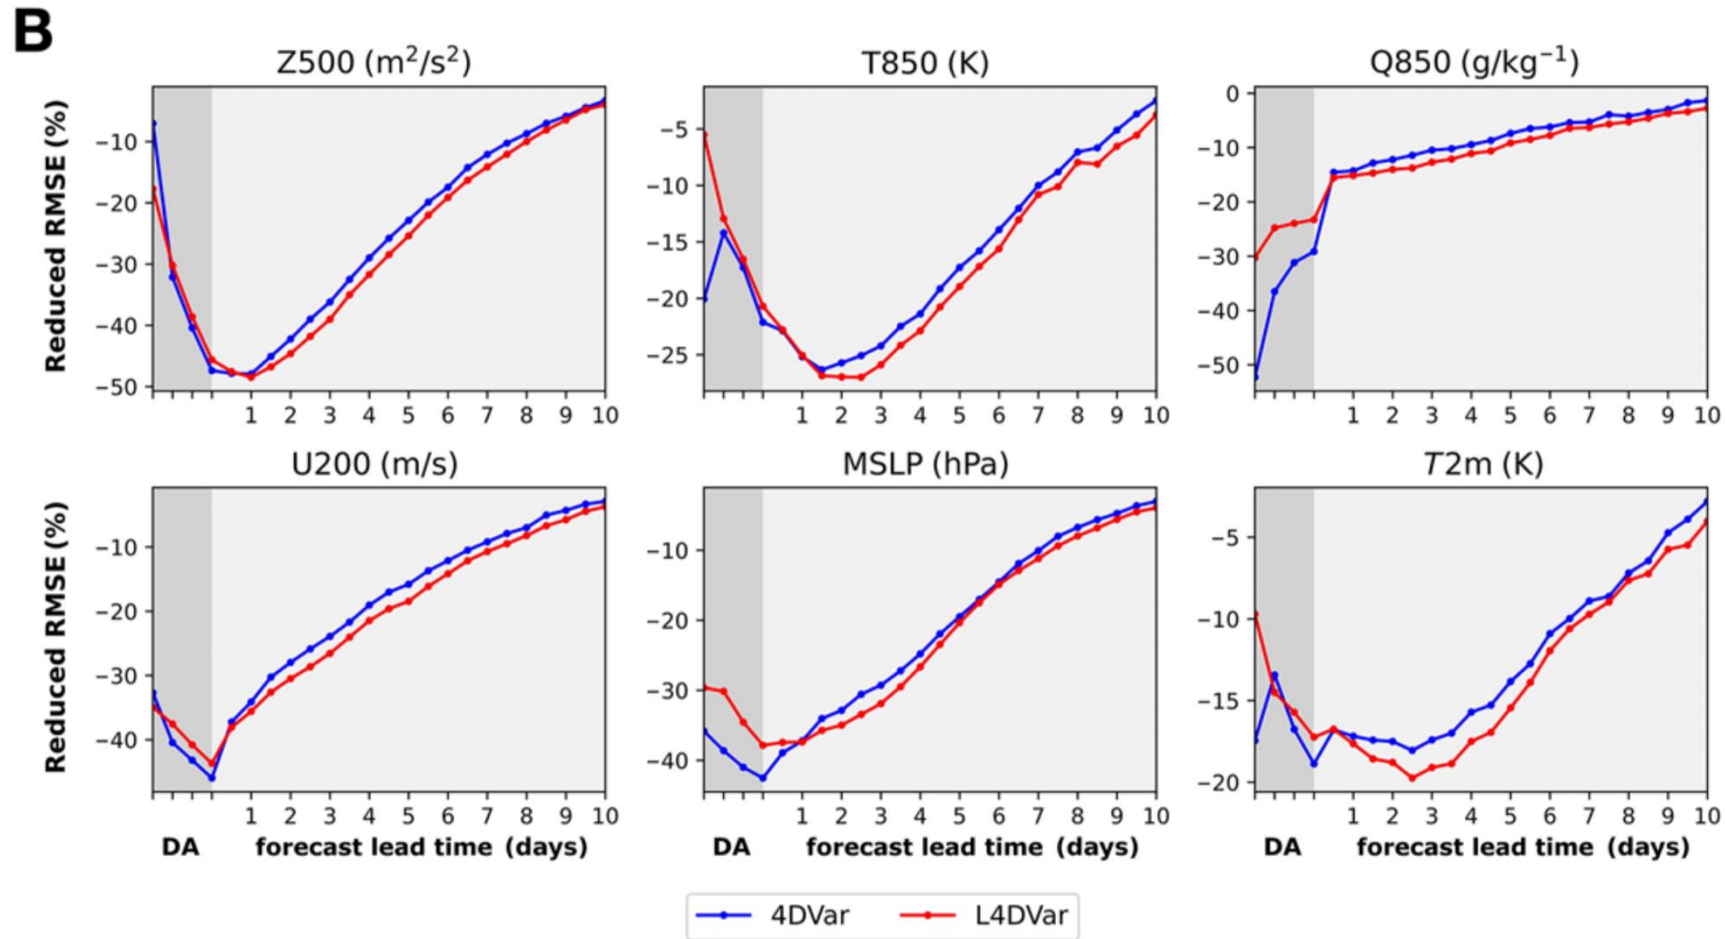 B
Z500 (m²/s²)
T850 (K)
Q850 (g/kg⁻¹)
Reduced RMSE (%)
−10
−20
−30
−40
−50
1 2 3 4 5 6 7 8 9 10
−5
−10
−15
−20
−25
1 2 3 4 5 6 7 8 9 10
0
−10
−20
−30
−40
−50
1 2 3 4 5 6 7 8 9 10
U200 (m/s)
MSLP (hPa)
T2m (K)
Reduced RMSE (%)
−10
−20
−30
−40
1 2 3 4 5 6 7 8 9 10
DA forecast lead time (days)
−10
−20
−30
−40
1 2 3 4 5 6 7 8 9 10
DA forecast lead time (days)
−5
−10
−15
−20
1 2 3 4 5 6 7 8 9 10
DA forecast lead time (days)
4DVar L4DVar